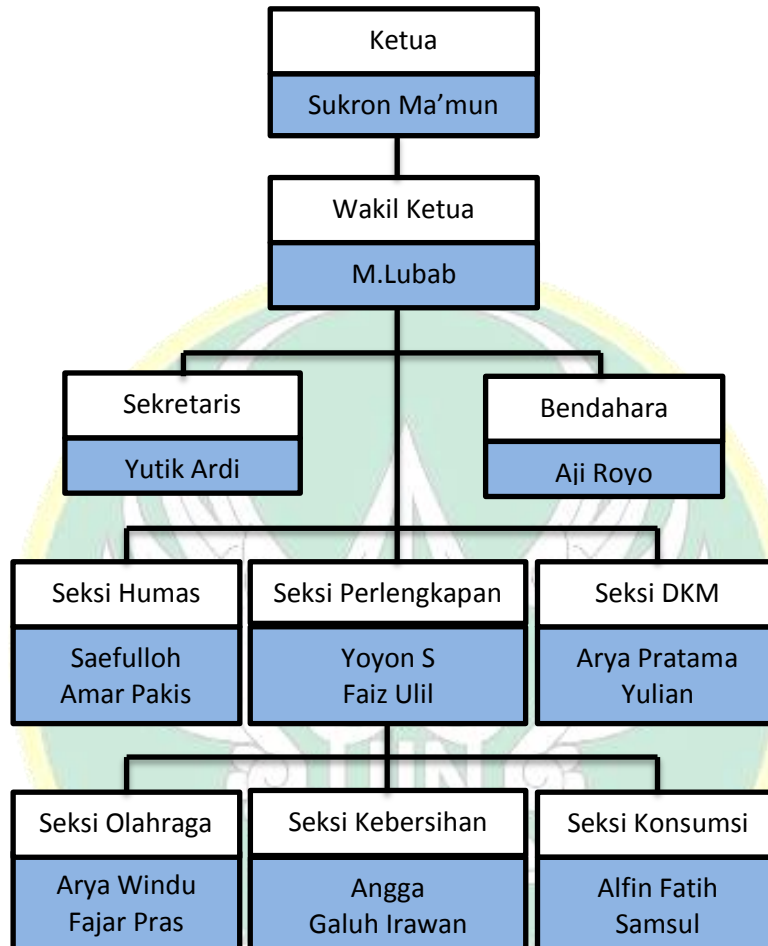 Ketua
Sukron Ma’mun
Wakil Ketua
M.Lubab
Sekretaris
Yutik Ardi
Bendahara
Aji Royo
Seksi Humas
Saefulloh
Amar Pakis
Seksi Perlengkapan
Yoyon S
Faiz Ulil
Seksi DKM
Arya Pratama
Yulian
Seksi Olahraga
Arya Windu
Fajar Pras
Seksi Kebersihan
Angga
Galuh Irawan
Seksi Konsumsi
Alfin Fatih
Samsul